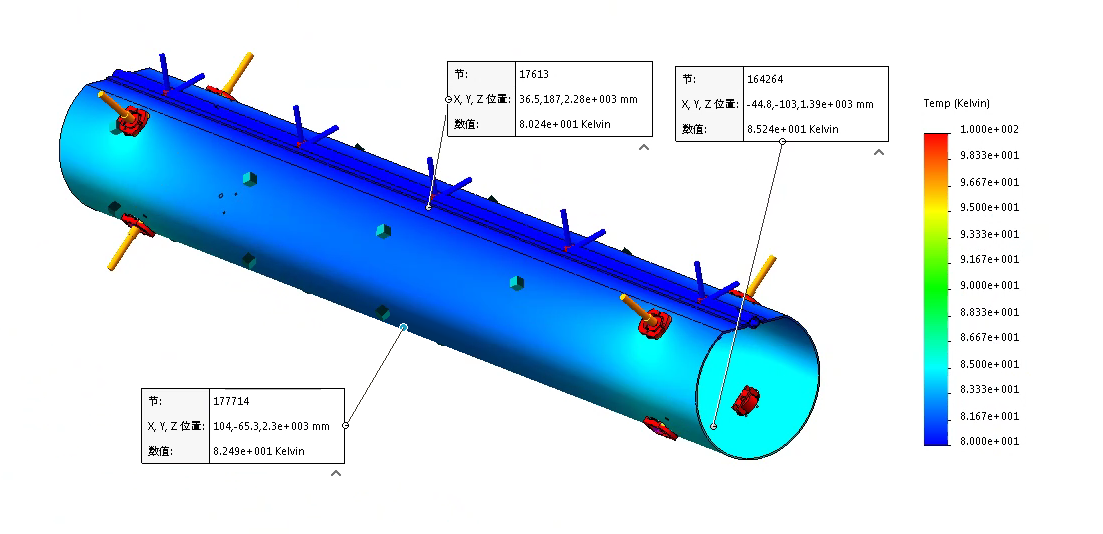 节: 17613
X, Y, Z 位置: 36.5,187,2.28e+003 mm
数值: 8.024e+001 Kelvin
节: 164264
X, Y, Z 位置: -44.8,-103,1.39e+003 mm
数值: 8.524e+001 Kelvin
Temp (Kelvin)
1.000e+002
9.833e+001
9.667e+001
9.500e+001
9.333e+001
9.167e+001
9.000e+001
8.833e+001
8.667e+001
8.500e+001
8.333e+001
8.167e+001
8.000e+001
节: 177714
X, Y, Z 位置: 104,-65.3,2.3e+003 mm
数值: 8.249e+001 Kelvin